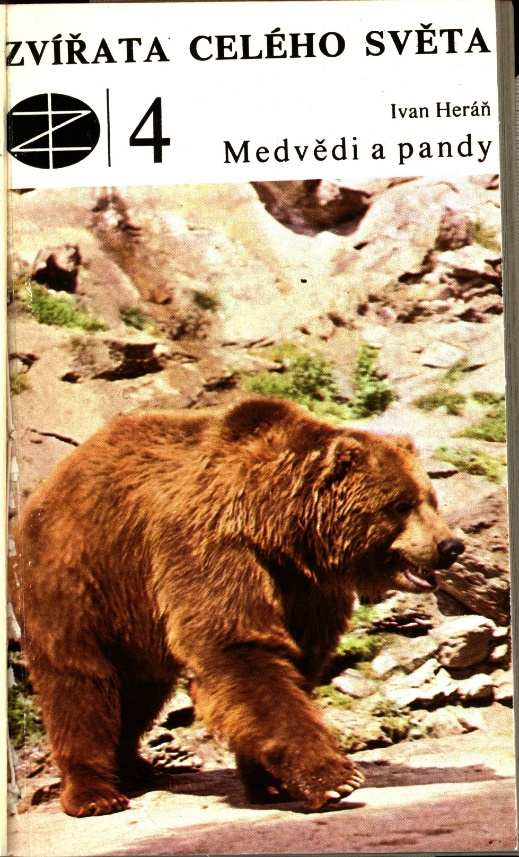 ZVÍŘATA CELÉHO SVĚTA
4
Ivan Heráň
Medvědi a pandy